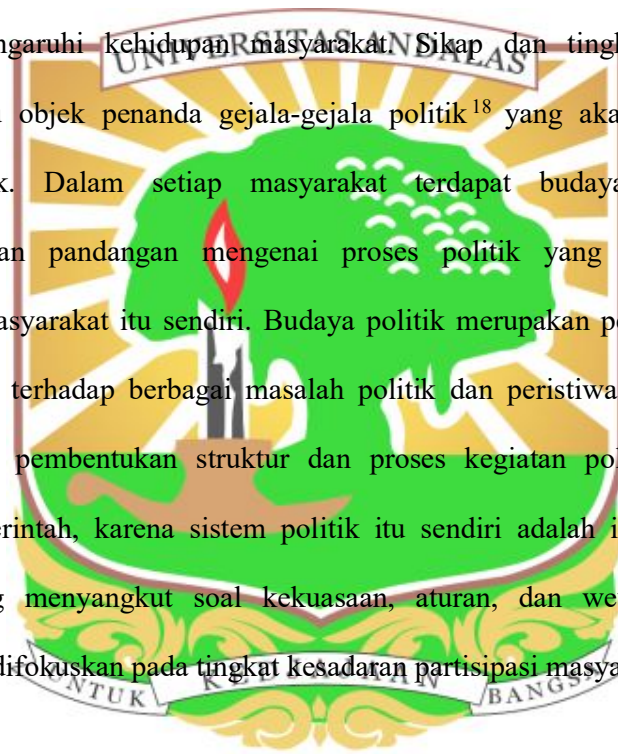 ngaruhi kehidupan masyarakat. Sikap dan tingk
UNIVERSITAS ANDALAS
objek penanda gejala-gejala politik 18 yang aka
k. Dalam setiap masyarakat terdapat budaya
an pandangan mengenai proses politik yang
asyarakat itu sendiri. Budaya politik merupakan po
terhadap berbagai masalah politik dan peristiwa
pembentukan struktur dan proses kegiatan pol
erintah, karena sistem politik itu sendiri adalah i
g menyangkut soal kekuasaan, aturan, dan we
difokuskan pada tingkat kesadaran partisipasi masya
UNTUK KEDJAJAAN BANGSA